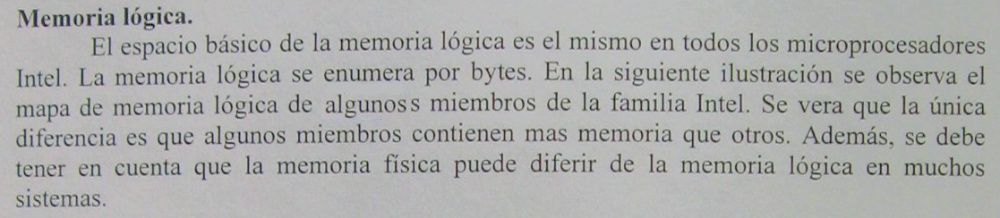 Memoria lógica.
El espacio básico de la memoria lógica es el mismo en todos los microprocesadores
Intel. La memoria lógica se enumera por bytes. En la siguiente ilustración se observa el
mapa de memoria lógica de algunoss miembros de la familia Intel. Se vera que la única
diferencia es que algunos miembros contienen mas memoria que otros. Además, se debe
tener en cuenta que la memoria física puede diferir de la memoria lógica en muchos
sistemas.